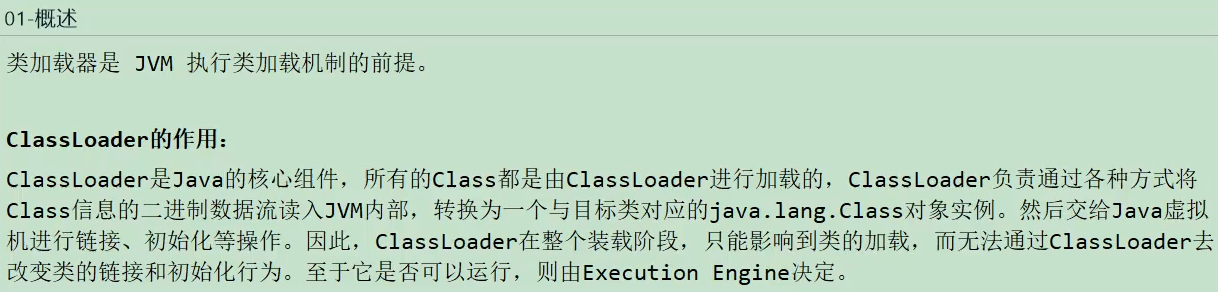 01-概述
类加载器是 JVM 执行类加载机制的前提。
ClassLoader的作用：
ClassLoader是Java的核心组件，所有的Class都是由ClassLoader进行加载的，ClassLoader负责通过各种方式将
Class信息的二进制数据流读入JVM内部，转换为一个与目标类对应的java.lang.Class对象实例。然后交给Java虚拟
机进行链接、初始化等操作。因此，ClassLoader在整个装载阶段，只能影响到类的加载，而无法通过ClassLoader去
改变类的链接和初始化行为。至于它是否可以运行，则由Execution Engine决定。